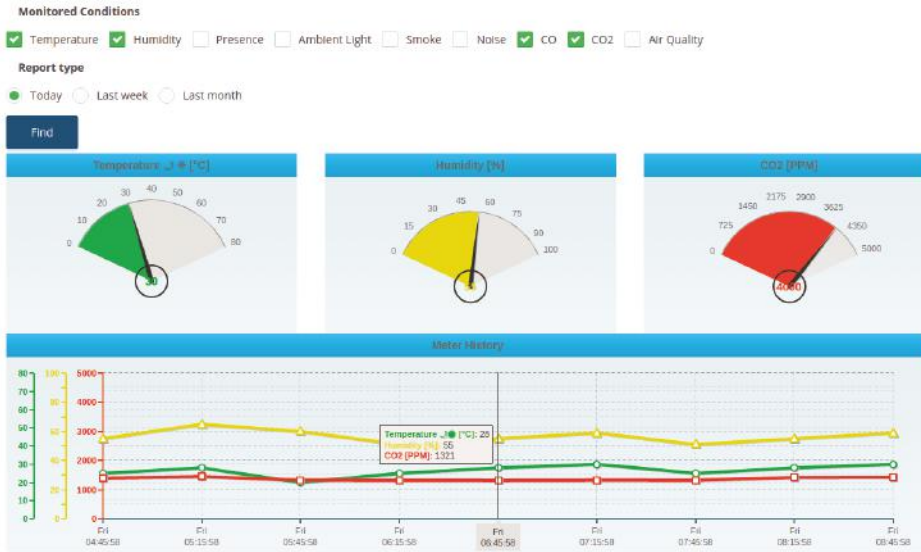 Monitored Conditions
Temperature Humidity Presence Ambient Light Smoke Noise CO CO2 Air Quality
Report type
Today Last week Last month
Find
Temperature [°C]
Humidity [%]
CO2 [PPM]
0 10 20 30 40 50 60 70 80
30
0 15 30 45 60 75 90 100
0 725 1450 2175 2900 3625 4350 5000
Meter History
80 70 60 50 40 30 20 10 0
100 80 60 40 20 0
5000 4000 3000 2000 1000 0
Temperature [°C]:
Humidity [%]: 55
CO2 [PPM]: 1321
Fri Fri Fri Fri Fri Fri Fri Fri Fri
04:45:58 05:15:58 05:45:58 06:15:58 06:45:58 07:15:58 07:45:58 08:15:58 08:45:58